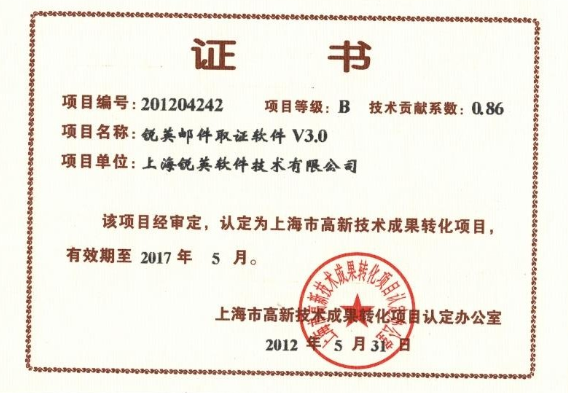 证 书
项目编号: 201204242 项目等级: B 技术贡献系数: 0.86
项目名称: 锐英邮件取证软件 V3.0
项目单位: 上海锐英软件技术有限公司
该项目经审定，认定为上海市高新技术成果转化项目，
有效期至 2017 年 5 月。
上海市高新技术成果转化项目认定办公室
上海市高新技术成果转化项目认定办公室
2012 年 5 月 31 日